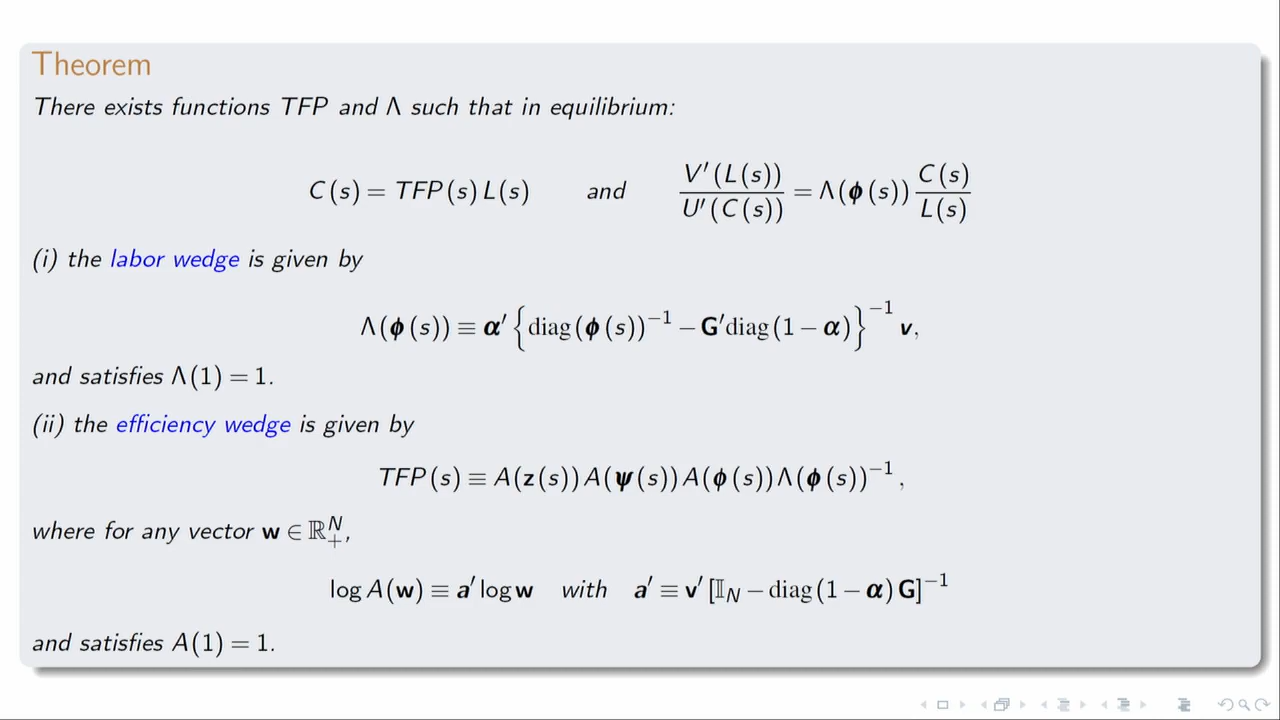 Theorem
There exists functions TFP and Λ such that in equilibrium:
C(s) = TFP(s)L(s) and V′(L(s)) / U′(C(s)) = Λ(ϕ(s)) C(s) / L(s)
(i) the labor wedge is given by
Λ(ϕ(s)) ≡ α′ {diag(ϕ(s))⁻¹ − G′diag(1 − α)}⁻¹ v,
and satisfies Λ(1) = 1.
(ii) the efficiency wedge is given by
TFP(s) ≡ A(z(s))A(ψ(s))A(ϕ(s))Λ(ϕ(s))⁻¹,
where for any vector w ∈ ℝ₊ᴺ,
log A(w) ≡ a′ log w with a′ ≡ v′ [𝕀_N − diag(1 − α)G]⁻¹
and satisfies A(1) = 1.